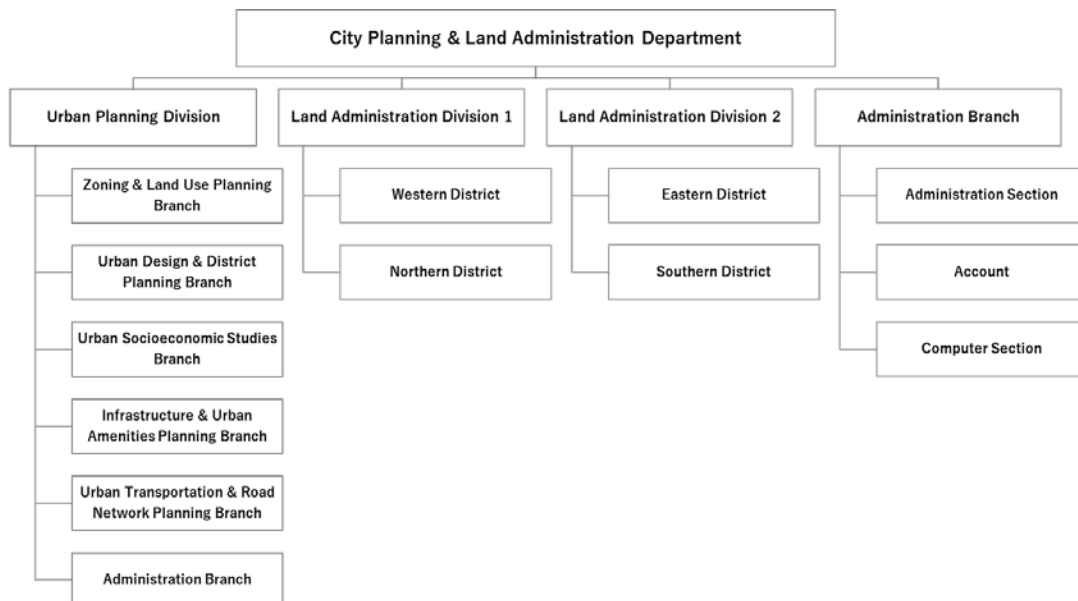 City Planning & Land Administration Department
Urban Planning Division
Land Administration Division 1
Land Administration Division 2
Administration Branch
Zoning & Land Use Planning
Branch
Urban Design & District
Planning Branch
Urban Socioeconomic Studies
Branch
Infrastructure & Urban
Amenities Planning Branch
Urban Transportation & Road
Network Planning Branch
Administration Branch
Western District
Northern District
Eastern District
Southern District
Administration Section
Account
Computer Section